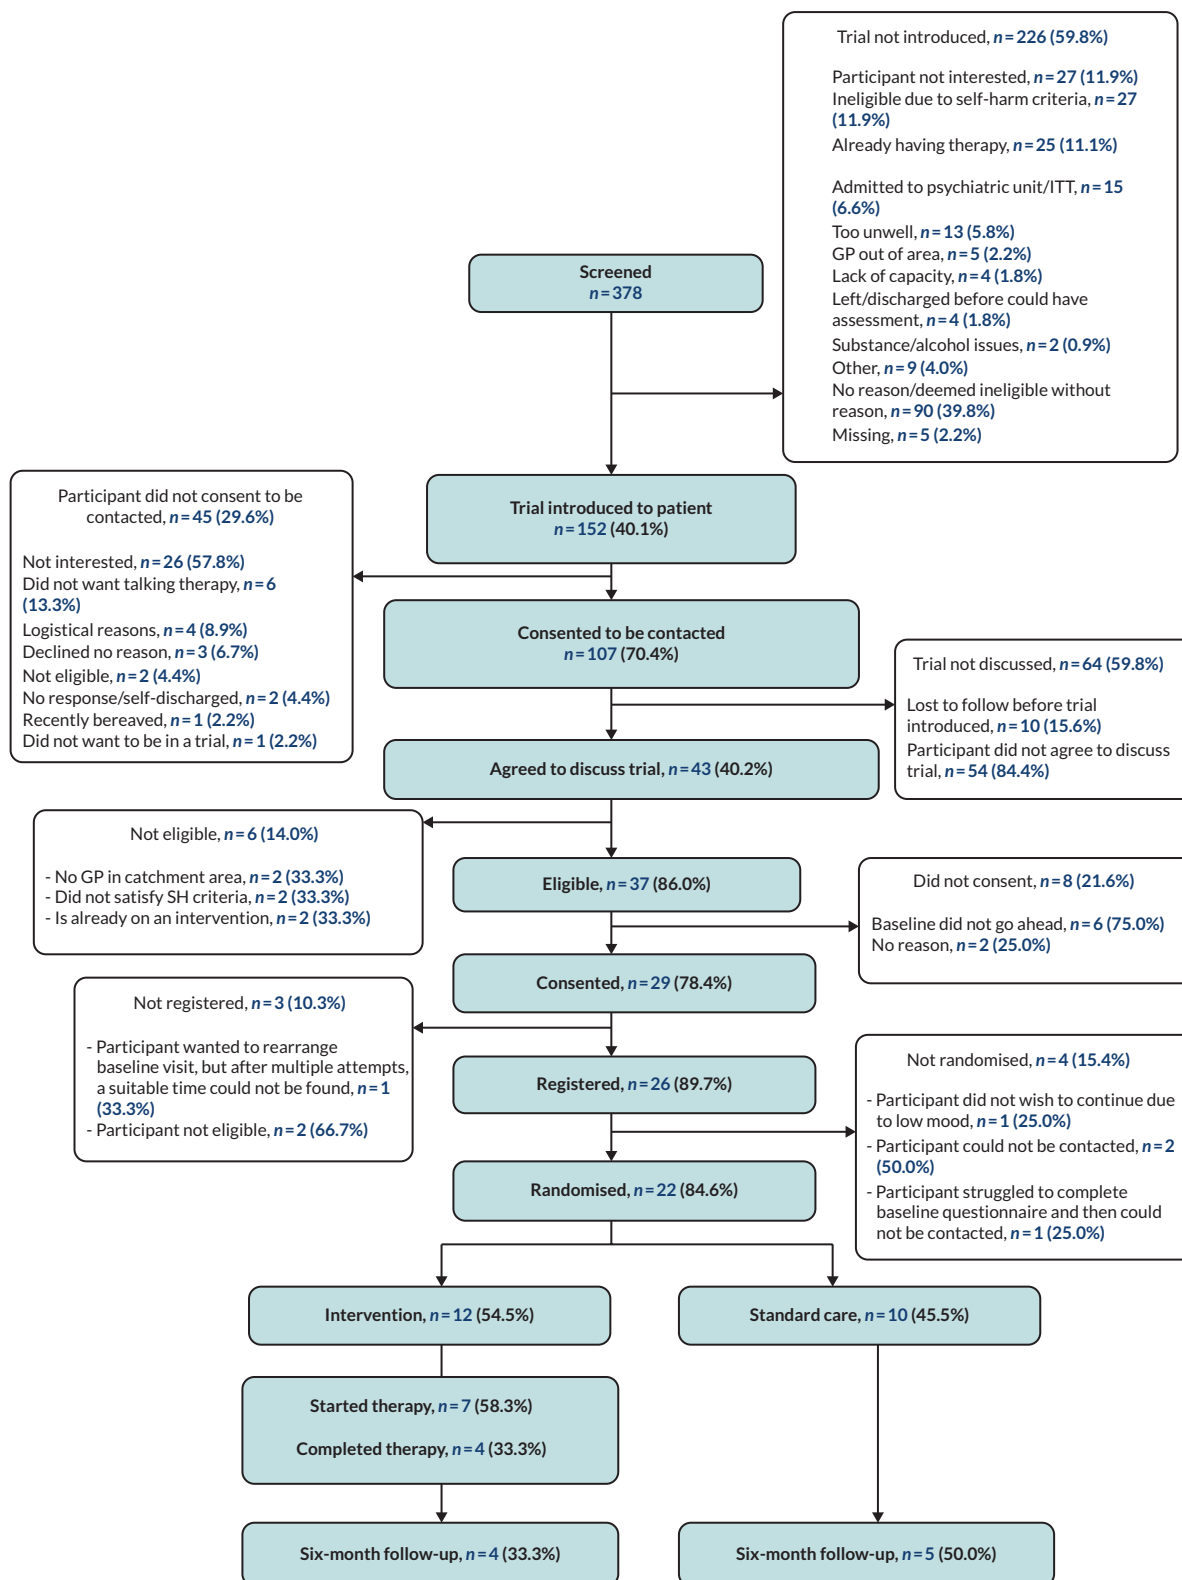 Trial not introduced, n=226 (59.8%)
Participant not interested, n=27 (11.9%)
Ineligible due to self-harm criteria, n=27
(11.9%)
Already having therapy, n=25 (11.1%)
Admitted to psychiatric unit/ITT, n=15
(6.6%)
Too unwell, n=13 (5.8%)
GP out of area, n=5 (2.2%)
Lack of capacity, n=4 (1.8%)
Left/discharged before could have
assessment, n=4 (1.8%)
Substance/alcohol issues, n=2 (0.9%)
Other, n=9 (4.0%)
No reason/deemed ineligible without
reason, n=90 (39.8%)
Missing, n=5 (2.2%)
Screened
n=378
Trial introduced to patient
n=152 (40.1%)
Participant did not consent to be
contacted, n=45 (29.6%)
Not interested, n=26 (57.8%)
Did not want talking therapy, n=6
(13.3%)
Logistical reasons, n=4 (8.9%)
Declined no reason, n=3 (6.7%)
Not eligible, n=2 (4.4%)
No response/self-discharged, n=2 (4.4%)
Recently bereaved, n=1 (2.2%)
Did not want to be in a trial, n=1 (2.2%)
Consented to be contacted
n=107 (70.4%)
Trial not discussed, n=64 (59.8%)
Lost to follow before trial
introduced, n=10 (15.6%)
Participant did not agree to discuss
trial, n=54 (84.4%)
Agreed to discuss trial, n=43 (40.2%)
Not eligible, n=6 (14.0%)
- No GP in catchment area, n=2 (33.3%)
- Did not satisfy SH criteria, n=2 (33.3%)
- Is already on an intervention, n=2 (33.3%)
Eligible, n=37 (86.0%)
Did not consent, n=8 (21.6%)
Baseline did not go ahead, n=6 (75.0%)
No reason, n=2 (25.0%)
Consented, n=29 (78.4%)
Not registered, n=3 (10.3%)
- Participant wanted to rearrange
baseline visit, but after multiple attempts,
a suitable time could not be found, n=1
(33.3%)
- Participant not eligible, n=2 (66.7%)
Registered, n=26 (89.7%)
Not randomised, n=4 (15.4%)
- Participant did not wish to continue due
to low mood, n=1 (25.0%)
- Participant could not be contacted, n=2
(50.0%)
- Participant struggled to complete
baseline questionnaire and then could
not be contacted, n=1 (25.0%)
Randomised, n=22 (84.6%)
Intervention, n=12 (54.5%)
Standard care, n=10 (45.5%)
Started therapy, n=7 (58.3%)
Completed therapy, n=4 (33.3%)
Six-month follow-up, n=4 (33.3%)
Six-month follow-up, n=5 (50.0%)